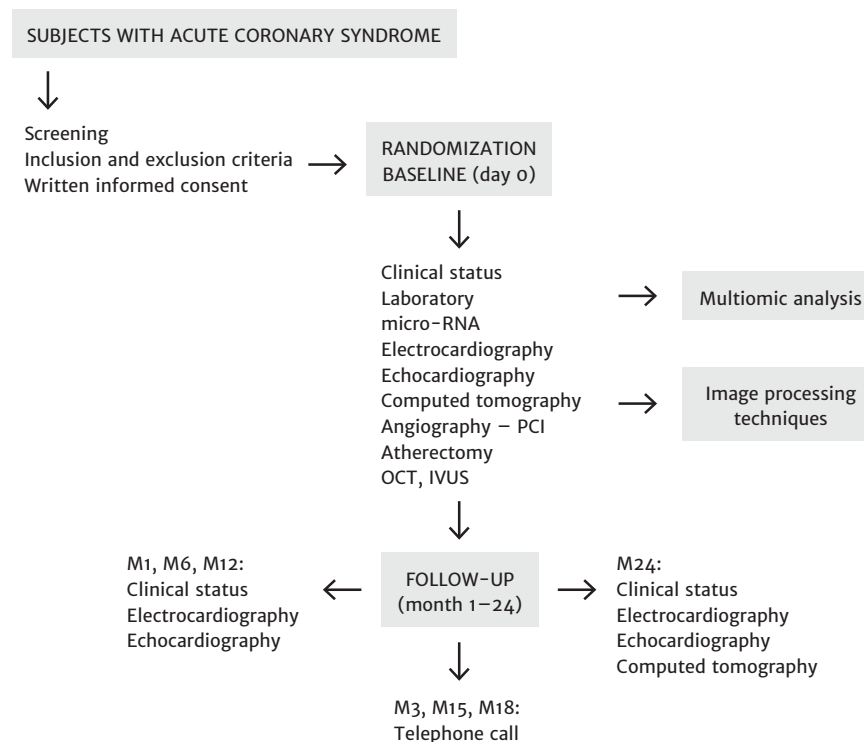 SUBJECTS WITH ACUTE CORONARY SYNDROME
Screening
Inclusion and exclusion criteria
Written informed consent
RANDOMIZATION
BASELINE (day 0)
Clinical status
Laboratory
micro-RNA
Electrocardiography
Echocardiography
Computed tomography
Angiography – PCI
Atherectomy
OCT, IVUS
Multiomic analysis
Image processing
techniques
M1, M6, M12:
Clinical status
Electrocardiography
Echocardiography
FOLLOW-UP
(month 1–24)
M24:
Clinical status
Electrocardiography
Echocardiography
Computed tomography
M3, M15, M18:
Telephone call